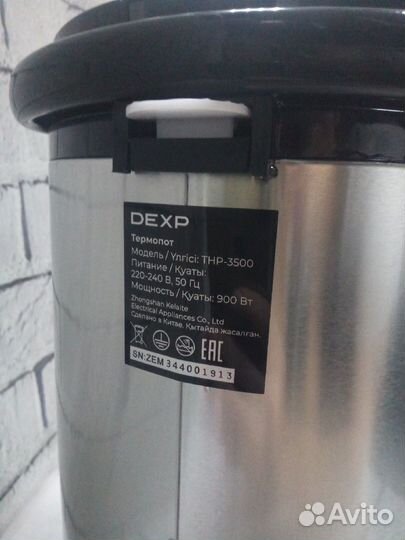 DEXP
Термопот
Модель / Үлгісі: THP-3500
Питание / Қуаты:
220-240 В, 50 Гц
Мощность / Қуаты: 900 Вт
Zhongshan Kelaite
Electrical Appliances Co., Ltd
Сделано в Китае. Қытайда жасалған.
EAC
SN:ZEM344001913
Avito